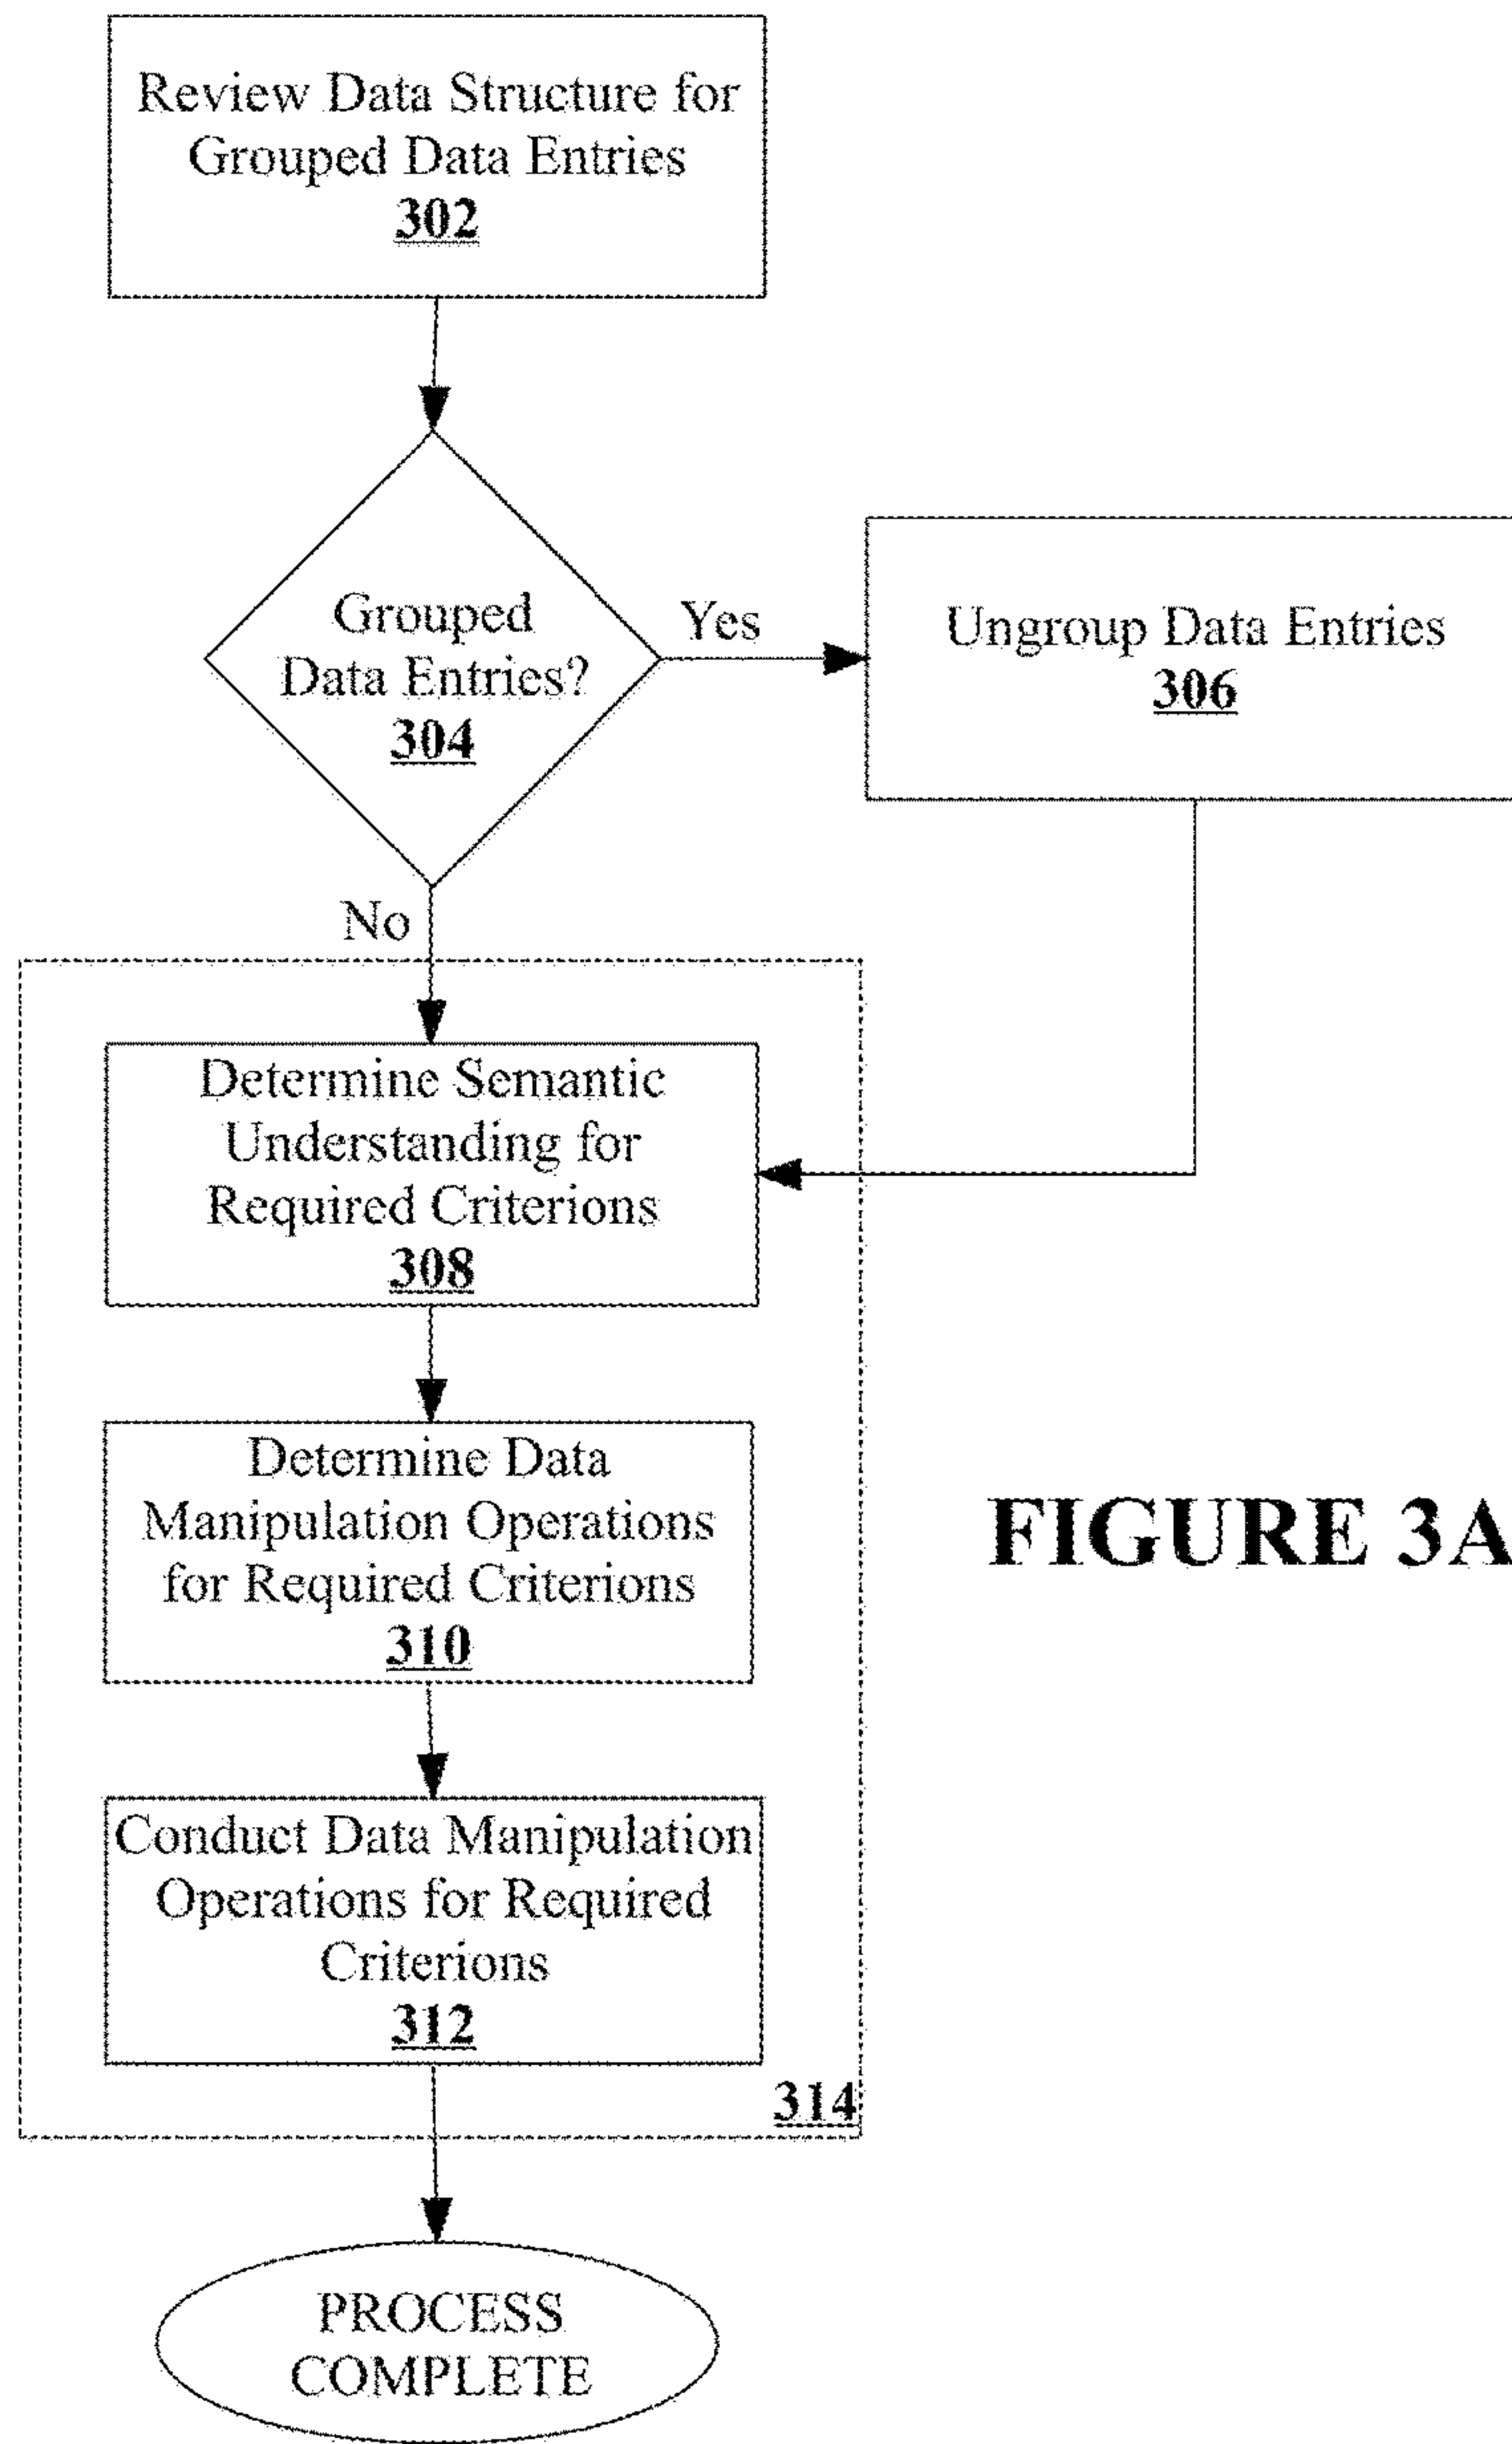 Review Data Structure for
Grouped Data Entries
302
Grouped
Data Entries?
304
Yes
Ungroup Data Entries
306
No
Determine Semantic
Understanding for
Required Criterions
308
Determine Data
Manipulation Operations
for Required Criterions
310
FIGURE 3A
Conduct Data Manipulation
Operations for Required
Criterions
312
314
PROCESS
COMPLETE